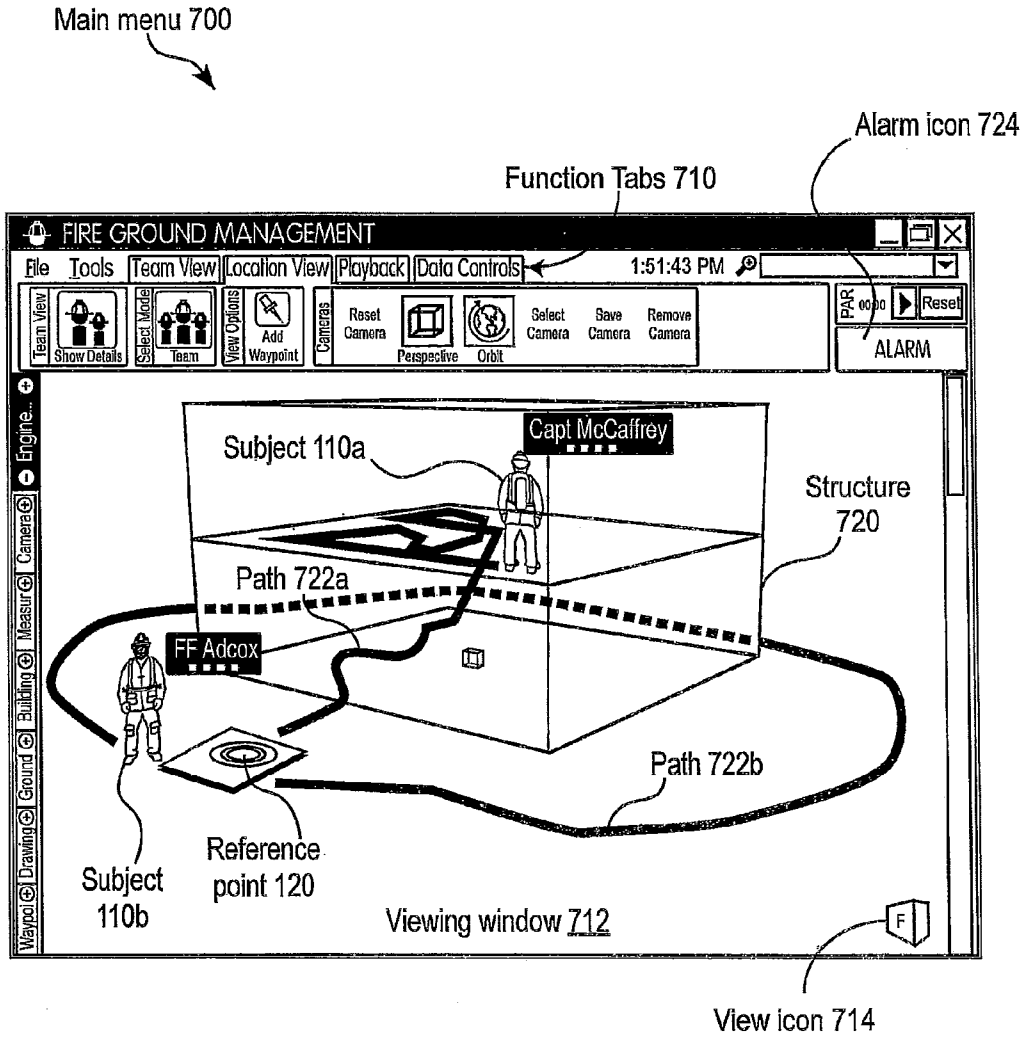 Main menu 700
Alarm icon 724
Function Tabs 710
FIRE GROUND MANAGEMENT
File Tools Team View Location View Playback Data Controls 1:51:43 PM
Team View
Show Details
Select Mode
Team
View Options
Add
Waypoint
Cameras
Reset
Camera
Perspective
Orbit
Select
Camera
Save
Camera
Remove
Camera
PAR
00:00
Reset
ALARM
Engine...
Camera
Measur
Building
Ground
Drawing
Waypoi
Capt McCaffrey
Subject 110a
Structure
720
Path 722a
FF Adcox
Path 722b
Reference
point 120
Subject
110b
Viewing window 712
F
View icon 714